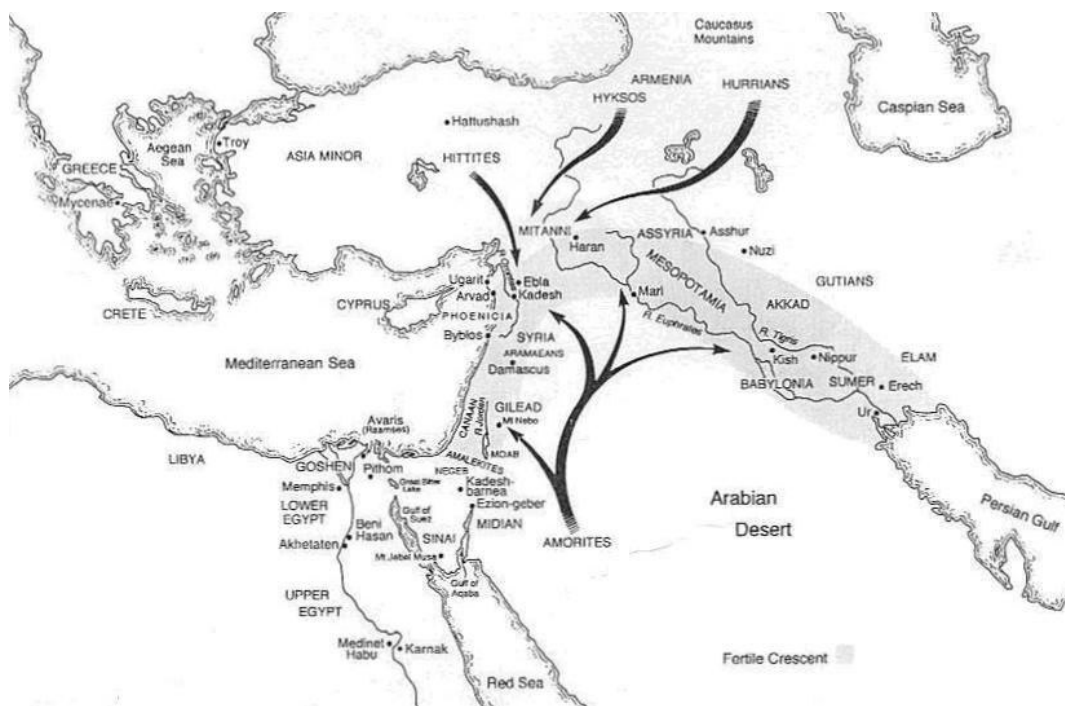 Caucasus
Mountains
ARMENIA
HURRIANS
HYKSOS
Caspian Sea
Hattushash
Aegean
Sea
Troy
ASIA MINOR
HITTITES
GREECE
Mycenae
MITANNI
Haran
ASSYRIA
Asshur
Nuzi
MESOPOTAMIA
GUTIANS
Ugarit
Ebla
Arvad
Kadesh
Mari
AKKAD
CRETE
CYPRUS
PHOENICIA
R. Euphrates
R. Tigris
Byblos
SYRIA
Mediterranean Sea
ARAMAEANS
Damascus
Kish
Nippur
ELAM
BABYLONIA
SUMER
Erech
CANAAN
R Jorden
GILEAD
Mt Nebo
Ur
Avaris
(Raamses)
MOAB
LIBYA
GOSHEN
AMALEKITES
Pithom
NEGEB
Memphis
Great Bitter
Lake
Kadesh-
barnea
LOWER
EGYPT
Gulf of
Suez
Ezion-geber
Arabian
Desert
Persian Gulf
Beni
Hasan
SINAI
MIDIAN
AMORITES
Akhetaten
Mt Jebel Musa
Gulf of
Aqaba
UPPER
EGYPT
Medinet
Habu
Karnak
Red Sea
Fertile Crescent